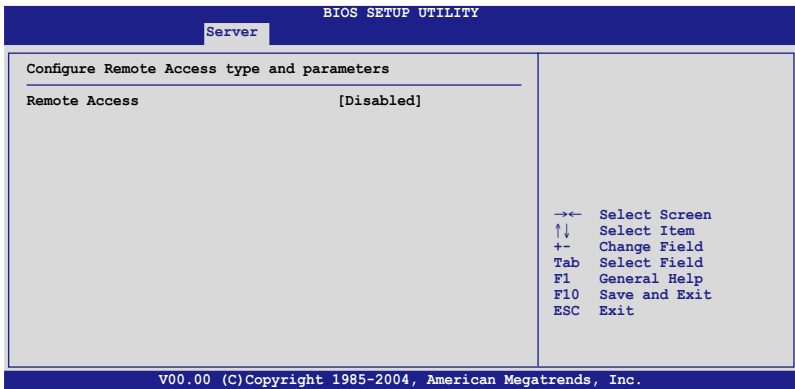 BIOS SETUP UTILITY
Server
Configure Remote Access type and parameters
Remote Access [Disabled]
→← Select Screen
↑↓ Select Item
+- Change Field
Tab Select Field
F1 General Help
F10 Save and Exit
ESC Exit
V00.00 (C)Copyright 1985-2004, American Megatrends, Inc.